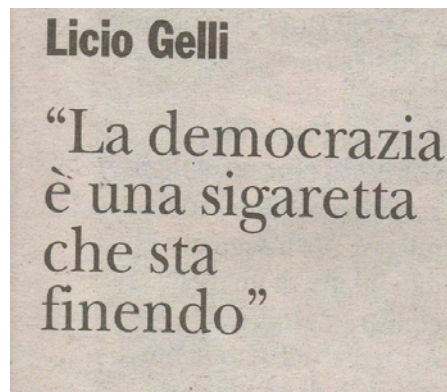 Licio Gelli
“La democrazia
è una sigaretta
che sta
finendo”